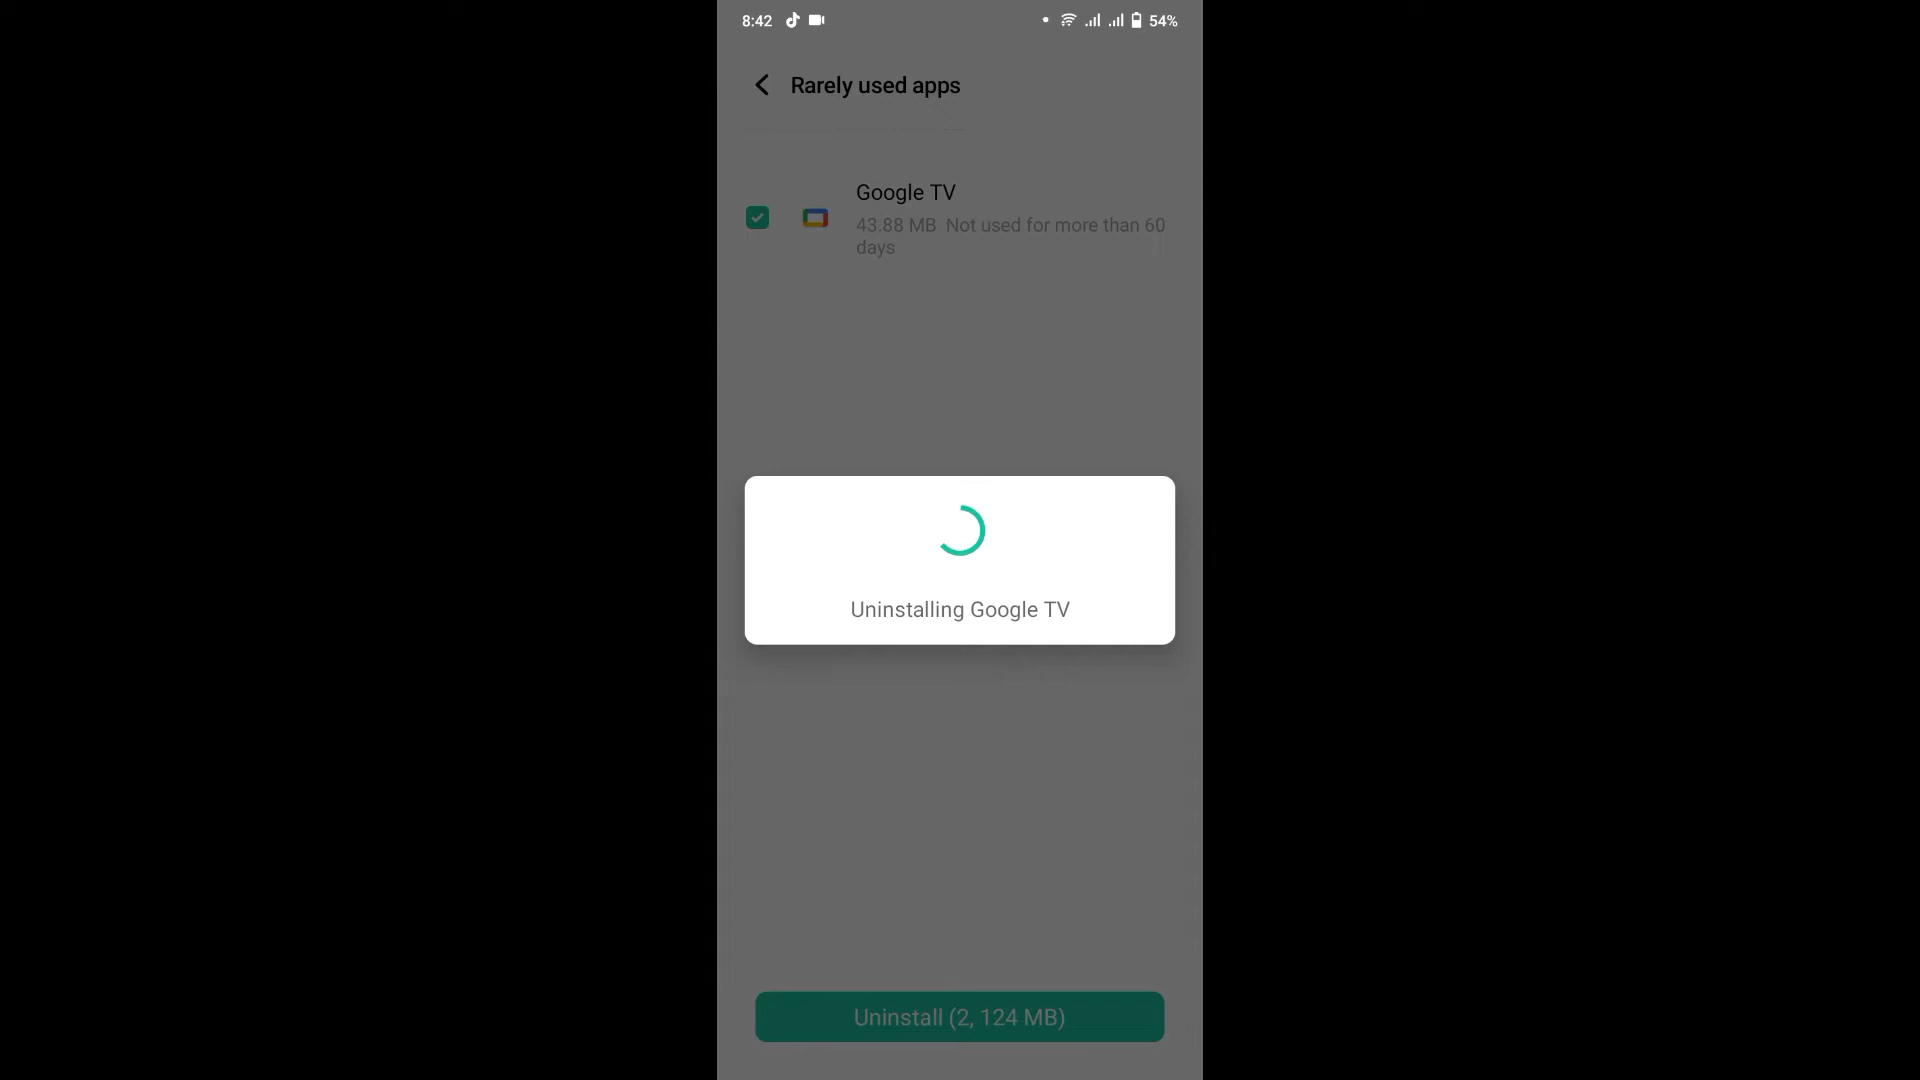 8:42
54%
Rarely used apps
Google TV
43.88 MB Not used for more than 60
days
Uninstalling Google TV
Uninstall (2, 124 MB)